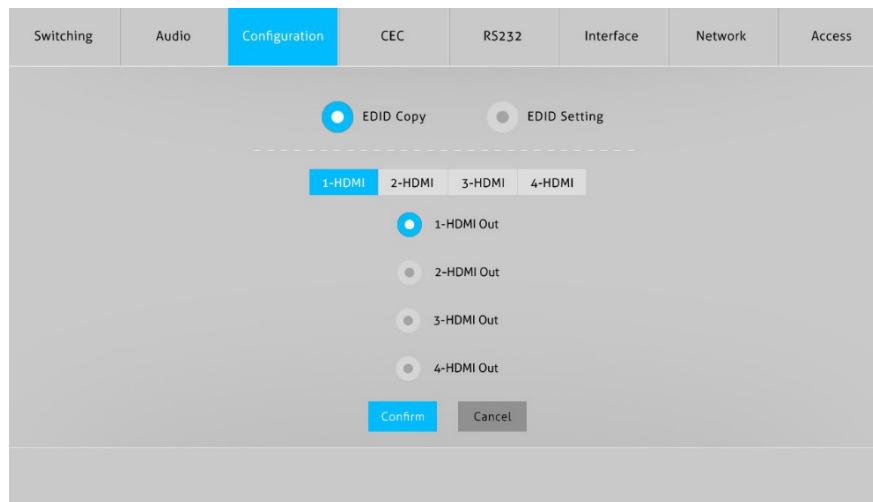 Switching Audio Configuration CEC RS232 Interface Network Access
EDID Copy EDID Setting
1-HDMI 2-HDMI 3-HDMI 4-HDMI
1-HDMI Out
2-HDMI Out
3-HDMI Out
4-HDMI Out
Confirm Cancel